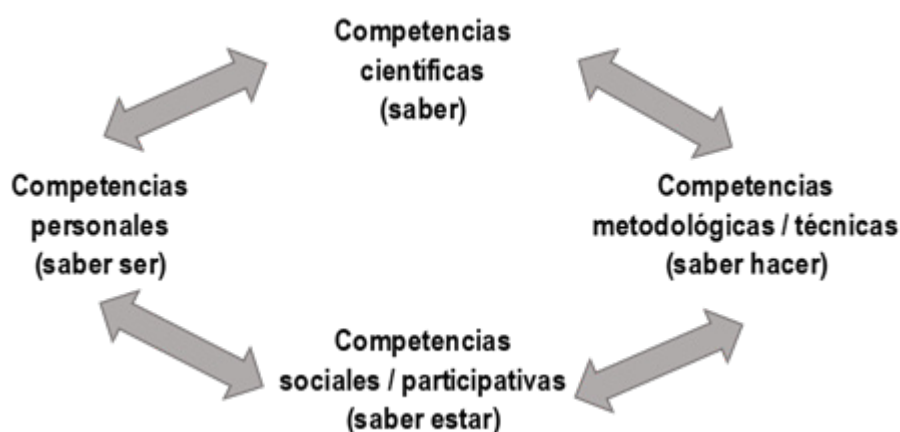 Competencias
científicas
(saber)
Competencias
personales
(saber ser)
Competencias
metodológicas / técnicas
(saber hacer)
Competencias
sociales / participativas
(saber estar)